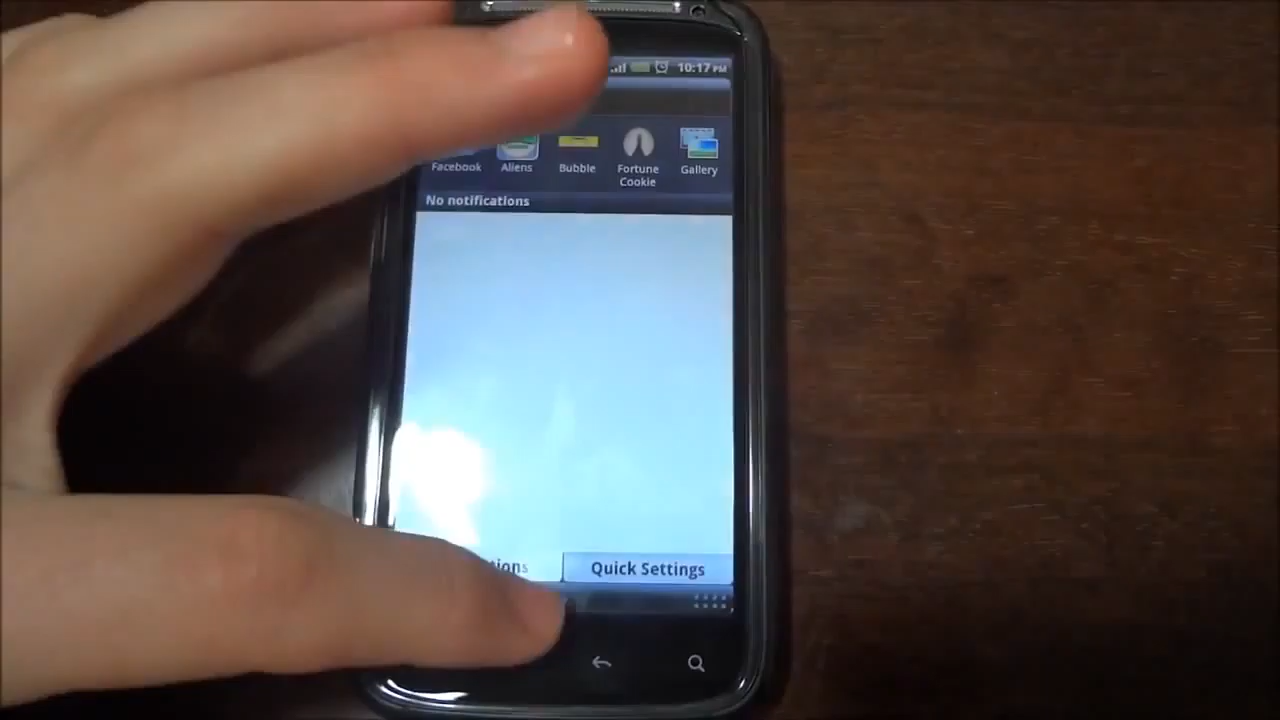 10:17 PM
Facebook Aliens Bubble Fortune Gallery
Cookie
No notifications
Quick Settings